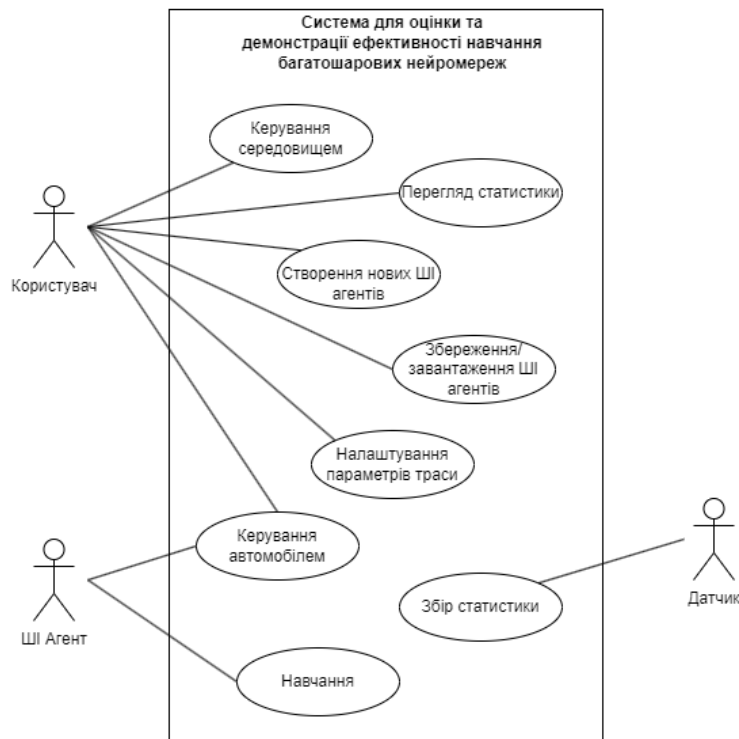 Система для оцінки та
демонстрації ефективності навчання
багатошарових нейромереж
Керування
середовищем
Перегляд статистики
Користувач
Створення нових ШІ
агентів
Збереження/
завантаження ШІ
агентів
Налаштування
параметрів траси
Керування
автомобілем
ШІ Агент
Збір статистики
Датчик
Навчання